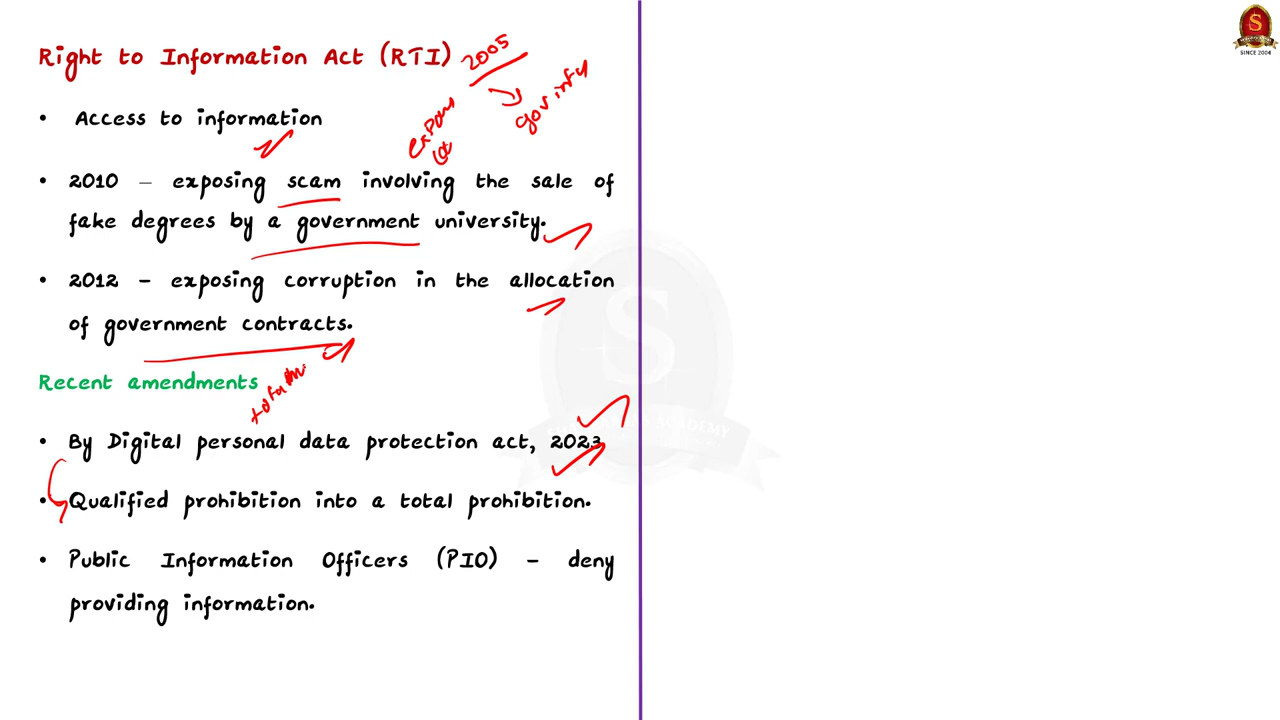 Right to Information Act (RTI) 2005
• Access to information
• 2010 – exposing scam involving the sale of
fake degrees by a government university.
• 2012 - exposing corruption in the allocation
of government contracts.
Recent amendments
• By Digital personal data protection act, 2023
• Qualified prohibition into a total prohibition.
• Public Information Officers (PIO) - deny
providing information.
S
SINCE 2004